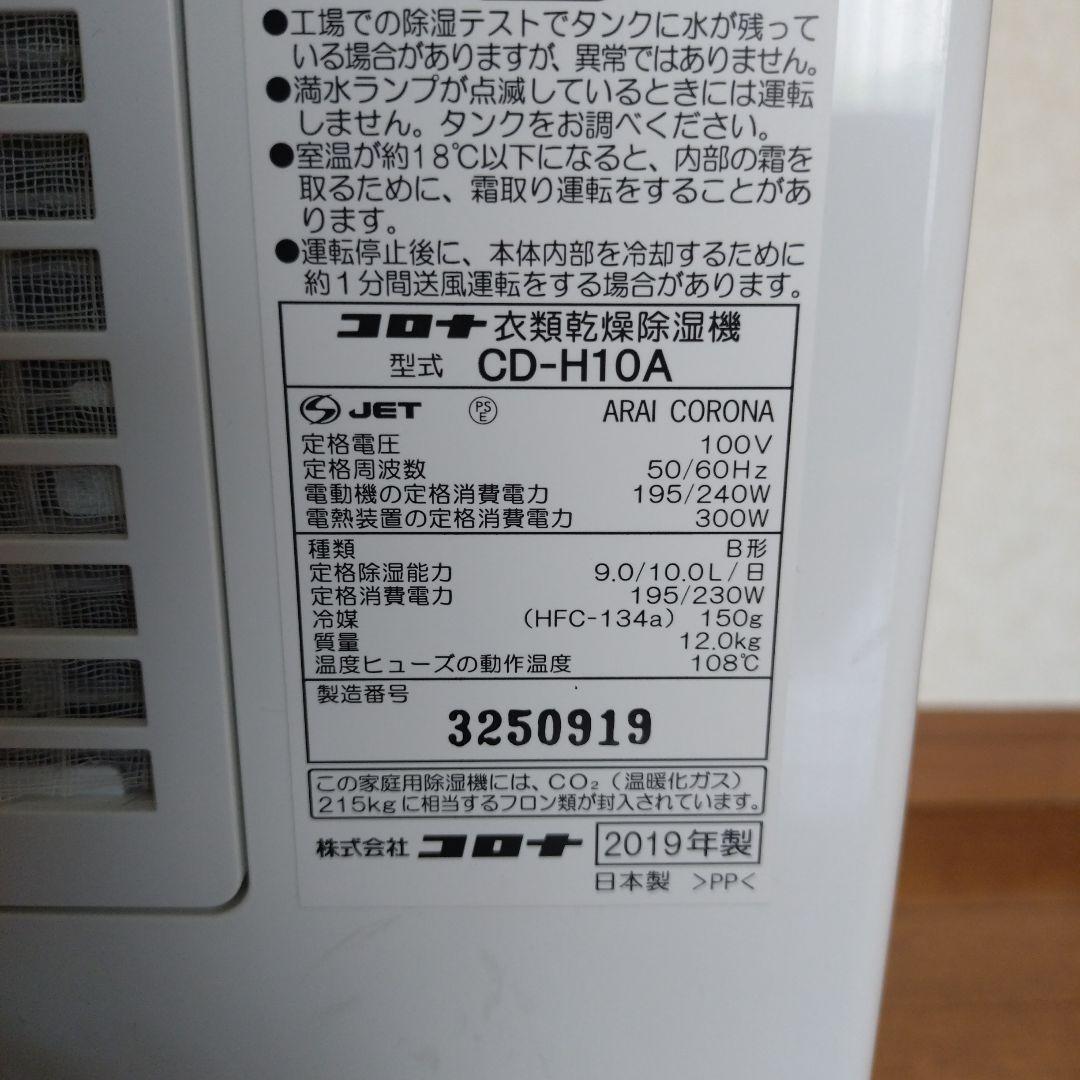 ●工場での除湿テストでタンクに水が残って
いる場合がありますが、異常ではありません。
●満水ランプが点滅しているときには運転
しません。タンクをお調べください。
●室温が約18℃以下になると、内部の霜を
取るために、霜取り運転をすることがあ
ります。
●運転停止後に、本体内部を冷却するために
約1分間送風運転をする場合があります。
コロナ 衣類乾燥除湿機
型式 CD-H10A
JET PSE ARAI CORONA
定格電圧 100V
定格周波数 50/60Hz
電動機の定格消費電力 195/240W
電熱装置の定格消費電力 300W
種類 B形
定格除湿能力 9.0/10.0L/日
定格消費電力 195/230W
冷媒 (HFC-134a) 150g
質量 12.0kg
温度ヒューズの動作温度 108℃
製造番号
3250919
この家庭用除湿機には、CO₂(温暖化ガス)
215kgに相当するフロン類が封入されています。
株式会社 コロナ 2019年製
日本製 >PP<